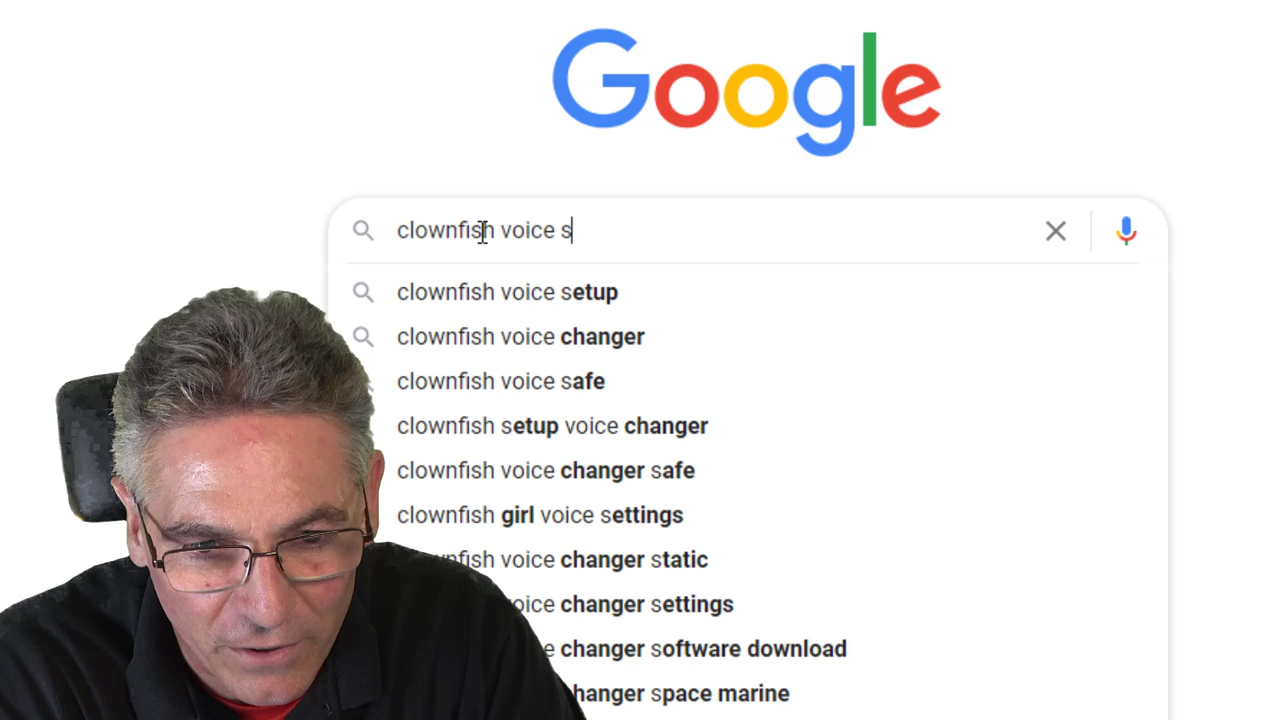 Google
clownfish voice s
clownfish voice setup
clownfish voice changer
clownfish voice safe
clownfish setup voice changer
clownfish voice changer safe
clownfish girl voice settings
voice changer static
voice changer settings
changer software download
changer space marine